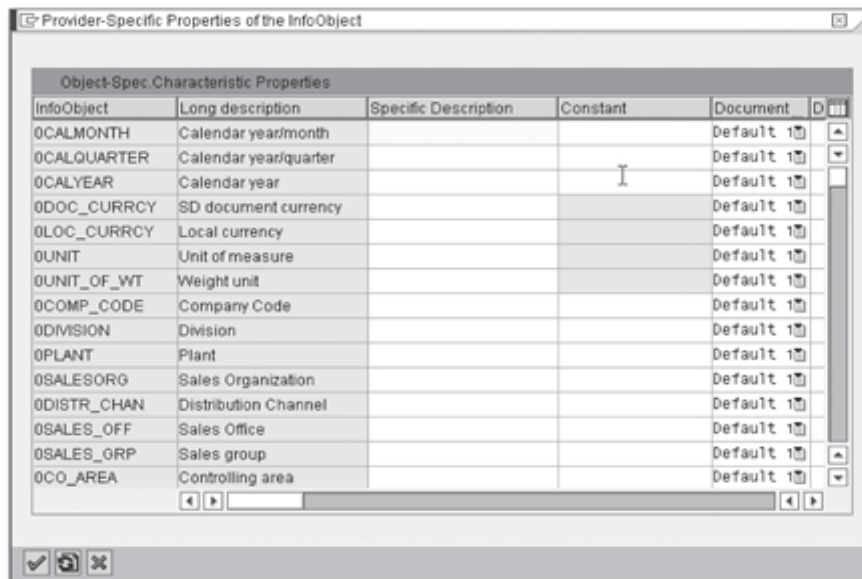 Provider-Specific Properties of the InfoObject
Object-Spec.Characteristic Properties
InfoObject Long description Specific Description Constant Document_ D
0CALMONTH Calendar year/month Default 1
0CALQUARTER Calendar year/quarter Default 1
0CALYEAR Calendar year Default 1
0DOC_CURRCY SD document currency Default 1
0LOC_CURRCY Local currency Default 1
0UNIT Unit of measure Default 1
0UNIT_OF_WT Weight unit Default 1
0COMP_CODE Company Code Default 1
0DIVISION Division Default 1
0PLANT Plant Default 1
0SALESORG Sales Organization Default 1
0DISTR_CHAN Distribution Channel Default 1
0SALES_OFF Sales Office Default 1
0SALES_GRP Sales group Default 1
0CO_AREA Controlling area Default 1